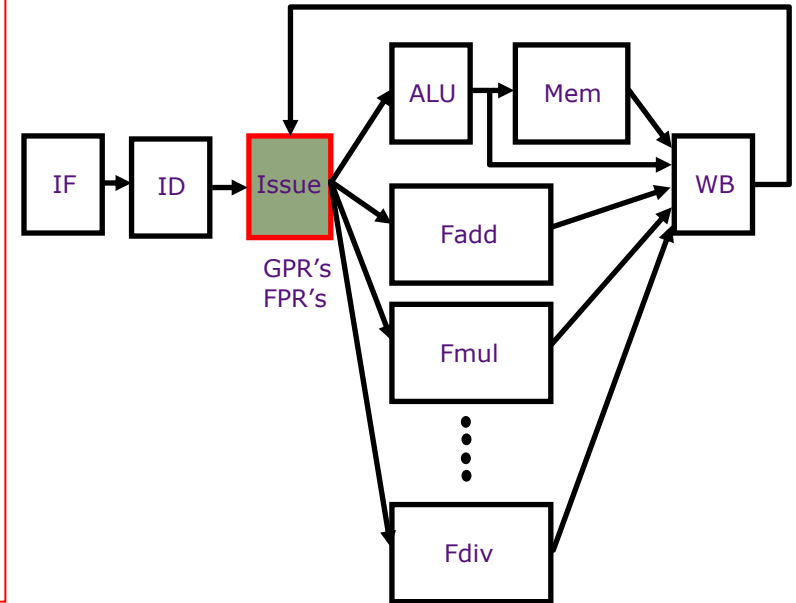 IF
ID
Issue
GPR's
FPR's
ALU
Mem
Fadd
Fmul
Fdiv
WB